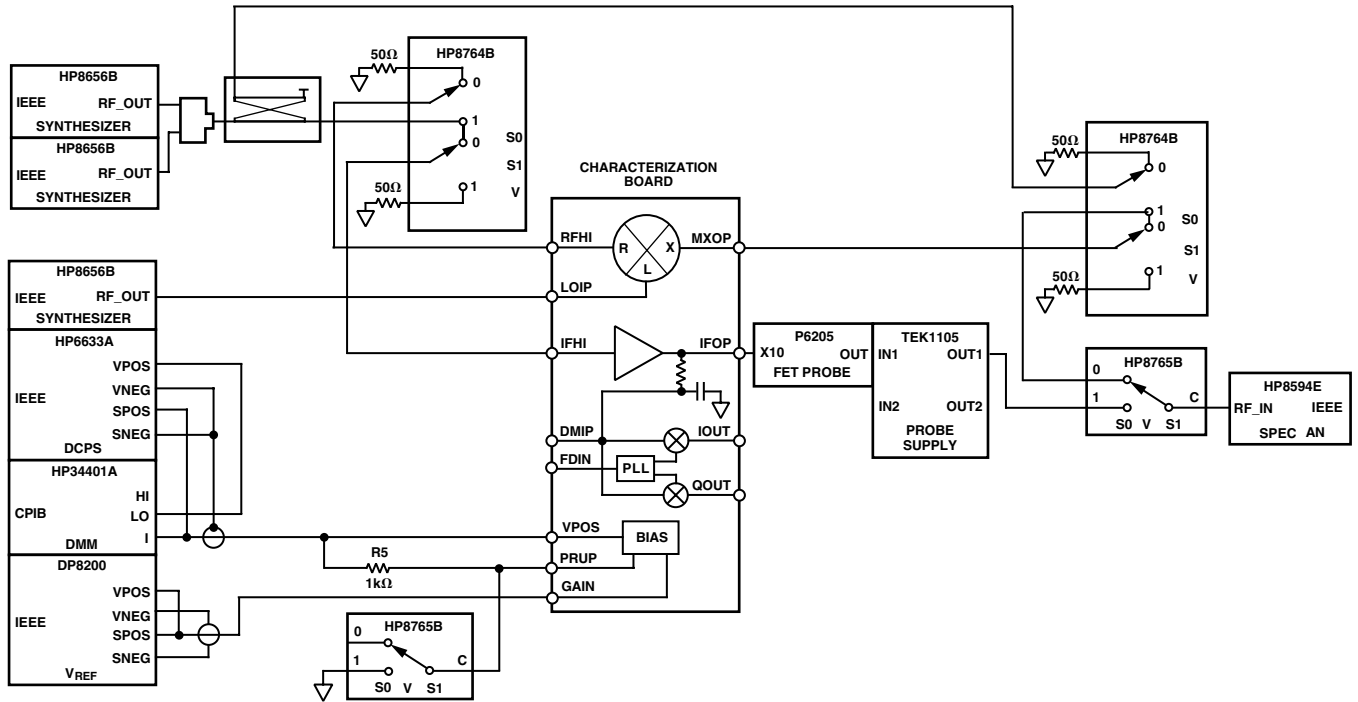 HP8656B
IEEE RF_OUT
SYNTHESIZER
HP8656B
IEEE RF_OUT
SYNTHESIZER
HP8764B
50Ω
0
1
0
S0
S1
50Ω
1
V
CHARACTERIZATION
BOARD
HP8764B
50Ω
0
1
0
S0
S1
50Ω
1
V
HP8656B
IEEE RF_OUT
SYNTHESIZER
HP6633A
VPOS
VNEG
IEEE
SPOS
SNEG
DCPS
HP34401A
HI
CPIB
LO
I
DMM
DP8200
VPOS
VNEG
IEEE
SPOS
SNEG
VREF
RFHI
R
X
L
MXOP
LOIP
IFHI
IFOP
DMIP
IOUT
FDIN
PLL
QOUT
VPOS
BIAS
PRUP
GAIN
R5
1kΩ
HP8765B
0
1
C
S0 V S1
P6205
X10 OUT
FET PROBE
TEK1105
IN1 OUT1
IN2 OUT2
PROBE
SUPPLY
HP8765B
0
1
C
S0 V S1
HP8594E
RF_IN IEEE
SPEC AN